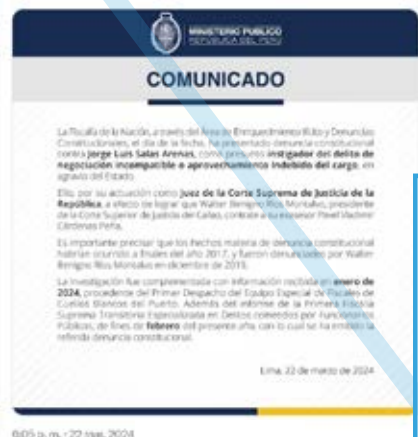 MINISTERIO PÚBLICO
REPÚBLICA DEL PERÚ
COMUNICADO
La Fiscalía de la Nación, a través del Área de Enriquecimiento Ilícito y Denuncias
Constitucionales, el día de la fecha, ha presentado denuncia constitucional
contra Jorge Luis Salas Arenas, como presunto instigador del delito de
negociación incompatible o aprovechamiento indebido del cargo, en
agravio del Estado.
Ello, por su actuación como Juez de la Corte Suprema de Justicia de la
República, a efecto de lograr que Walter Benigno Ríos Montalvo, presidente
de la Corte Superior de Justicia del Callao, contrate a su exasesor Pavel Vladimir
Cárdenas Peña.
Es importante precisar que los hechos materia de denuncia constitucional
habrían ocurrido a finales del año 2017, y fueron denunciados por Walter
Benigno Ríos Montalvo en diciembre de 2019.
La investigación fue complementada con información recibida en enero de
2024, procedente del Primer Despacho del Equipo Especial de Fiscales de
Cuellos Blancos del Puerto. Además del informe de la Primera Fiscalía
Suprema Transitoria Especializada en Delitos cometidos por Funcionarios
Públicos, de fines de febrero del presente año, con lo cual se ha emitido la
referida denuncia constitucional.
Lima, 22 de marzo de 2024
6:05 p. m. · 22 mar. 2024